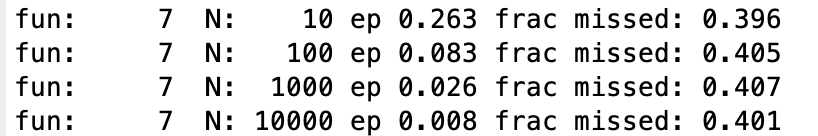 fun:      7  N:    10 ep 0.263 frac missed: 0.396
fun:      7  N:   100 ep 0.083 frac missed: 0.405
fun:      7  N:  1000 ep 0.026 frac missed: 0.407
fun:      7  N: 10000 ep 0.008 frac missed: 0.401